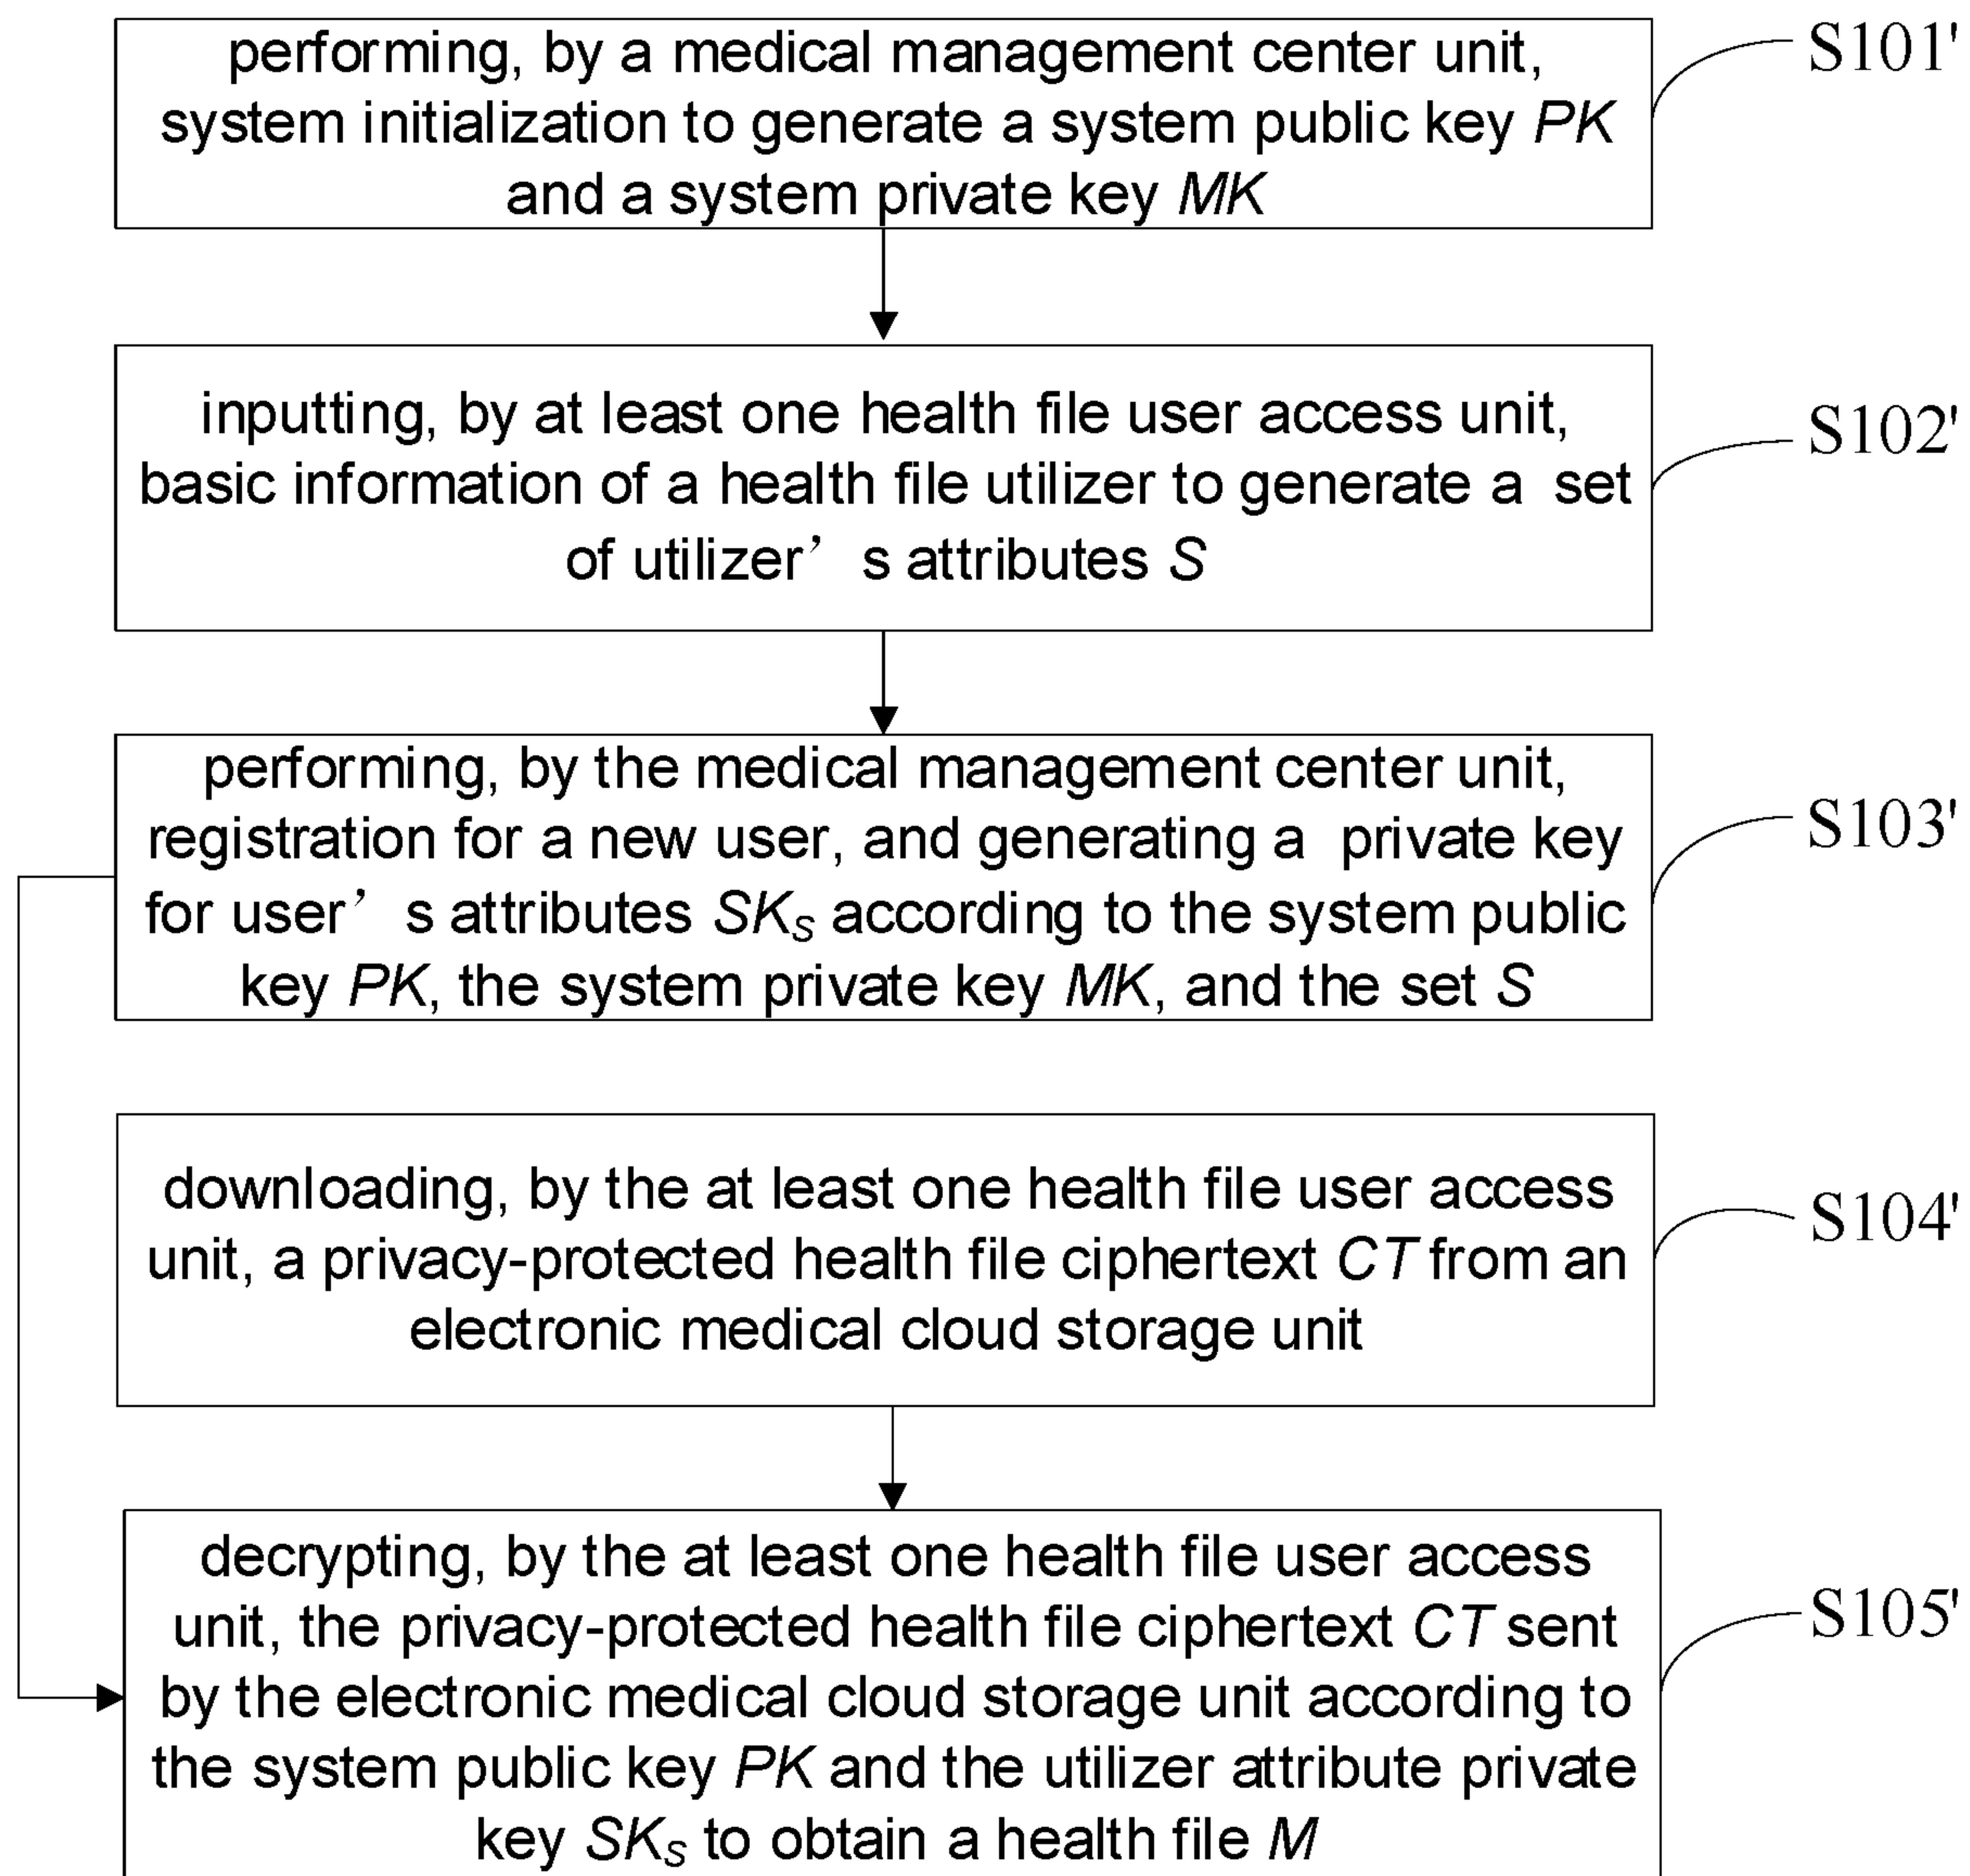 performing, by a medical management center unit,
system initialization to generate a system public key PK
and a system private key MK
S101'
inputting, by at least one health file user access unit,
basic information of a health file utilizer to generate a set
of utilizer’ s attributes S
S102'
performing, by the medical management center unit,
registration for a new user, and generating a private key
for user’ s attributes SKS according to the system public
key PK, the system private key MK, and the set S
S103'
downloading, by the at least one health file user access
unit, a privacy-protected health file ciphertext CT from an
electronic medical cloud storage unit
S104'
decrypting, by the at least one health file user access
unit, the privacy-protected health file ciphertext CT sent
by the electronic medical cloud storage unit according to
the system public key PK and the utilizer attribute private
key SKS to obtain a health file M
S105'